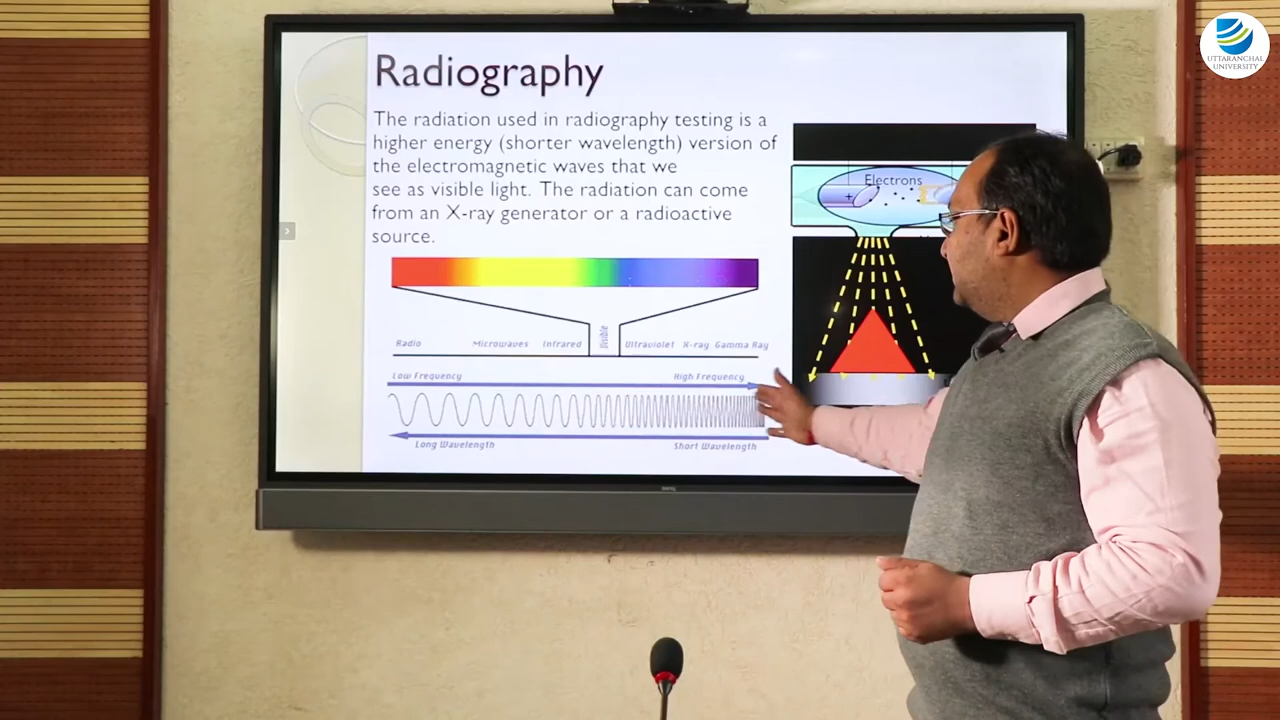 Radiography
The radiation used in radiography testing is a
higher energy (shorter wavelength) version of
the electromagnetic waves that we
see as visible light. The radiation can come
from an X-ray generator or a radioactive
source.
Electrons
Radio Microwaves Infrared Visible Ultraviolet X-ray Gamma Ray
Low Frequency High Frequency
Long Wavelength Short Wavelength
UTTARANCHAL
UNIVERSITY